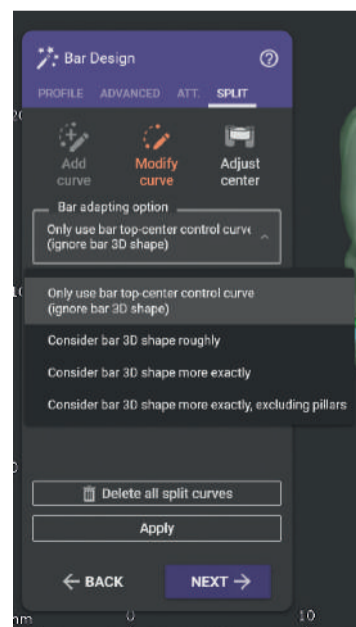 Bar Design
PROFILE ADVANCED ATT. SPLIT
Add curve
Modify curve
Adjust center
Bar adapting option
Only use bar top-center control curve
(ignore bar 3D shape)
Only use bar top-center control curve
(ignore bar 3D shape)
Consider bar 3D shape roughly
Consider bar 3D shape more exactly
Consider bar 3D shape more exactly, excluding pillars
Delete all split curves
Apply
BACK NEXT
0 10